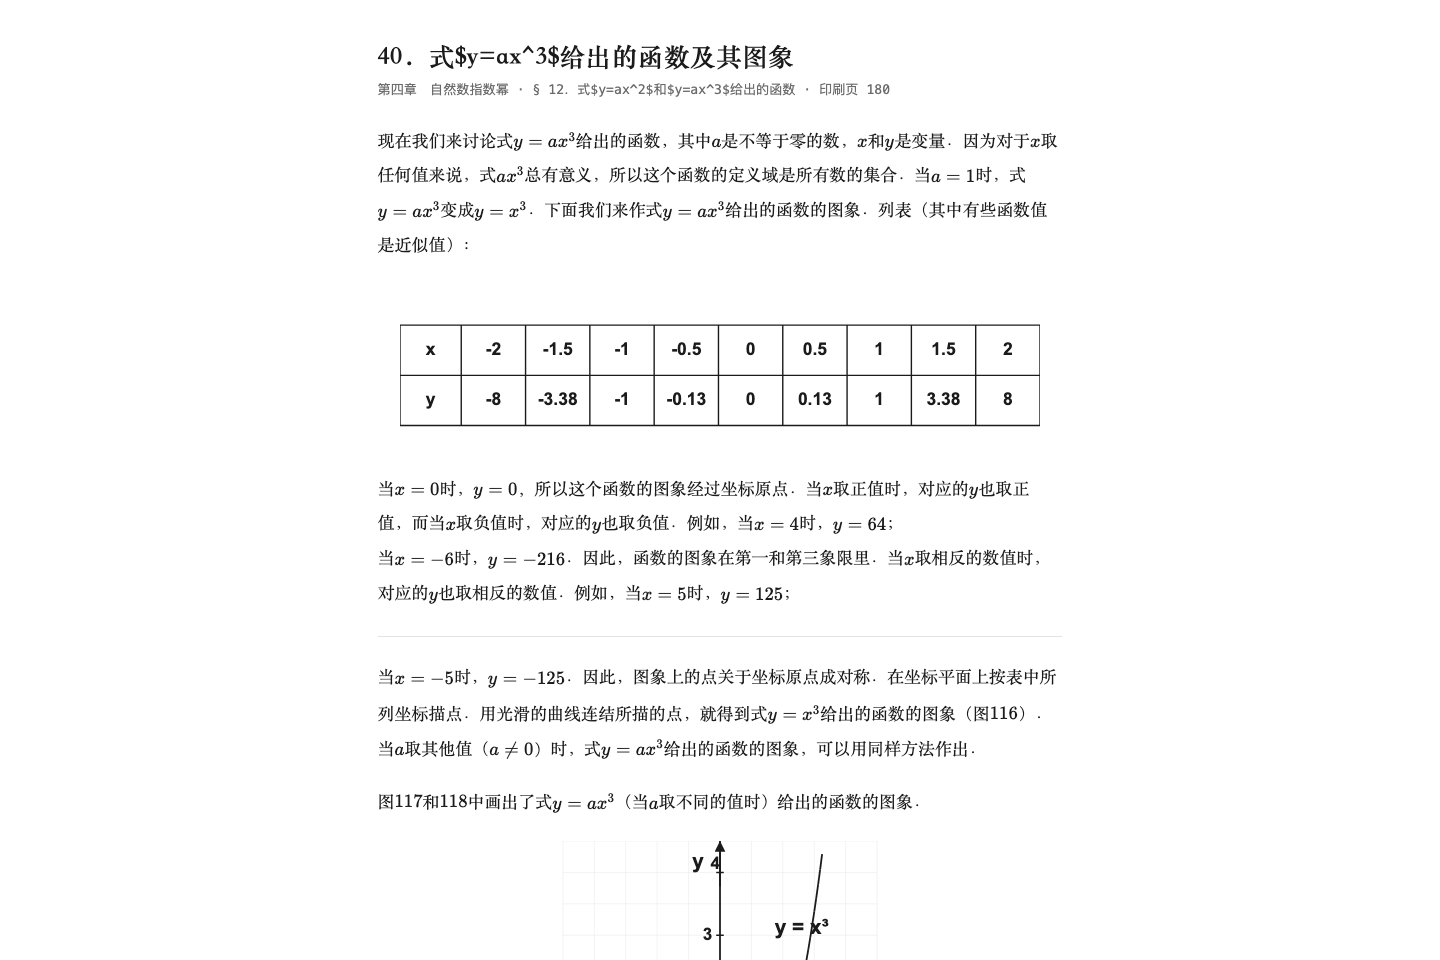 40．式$y=ax^3$给出的函数及其图象
第四章　自然数指数幂 · § 12. 式$y=ax^2$和$y=ax^3$给出的函数 · 印刷页 180
现在我们来讨论式y = ax³给出的函数，其中a是不等于零的数，x和y是变量．因为对于x取
任何值来说，式ax³总有意义，所以这个函数的定义域是所有数的集合．当a = 1时，式
y = ax³变成y = x³．下面我们来作式y = ax³给出的函数的图象．列表（其中有些函数值
是近似值）：
x -2 -1.5 -1 -0.5 0 0.5 1 1.5 2
y -8 -3.38 -1 -0.13 0 0.13 1 3.38 8
当x = 0时，y = 0，所以这个函数的图象经过坐标原点．当x取正值时，对应的y也取正
值，而当x取负值时，对应的y也取负值．例如，当x = 4时，y = 64；
当x = −6时，y = −216．因此，函数的图象在第一和第三象限里．当x取相反的数值时，
对应的y也取相反的数值．例如，当x = 5时，y = 125；
当x = −5时，y = −125．因此，图象上的点关于坐标原点成对称．在坐标平面上按表中所
列坐标描点．用光滑的曲线连结所描的点，就得到式y = x³给出的函数的图象（图116）．
当a取其他值（a ≠ 0）时，式y = ax³给出的函数的图象，可以用同样方法作出．
图117和118中画出了式y = ax³（当a取不同的值时）给出的函数的图象．
y 4
y = x³
3